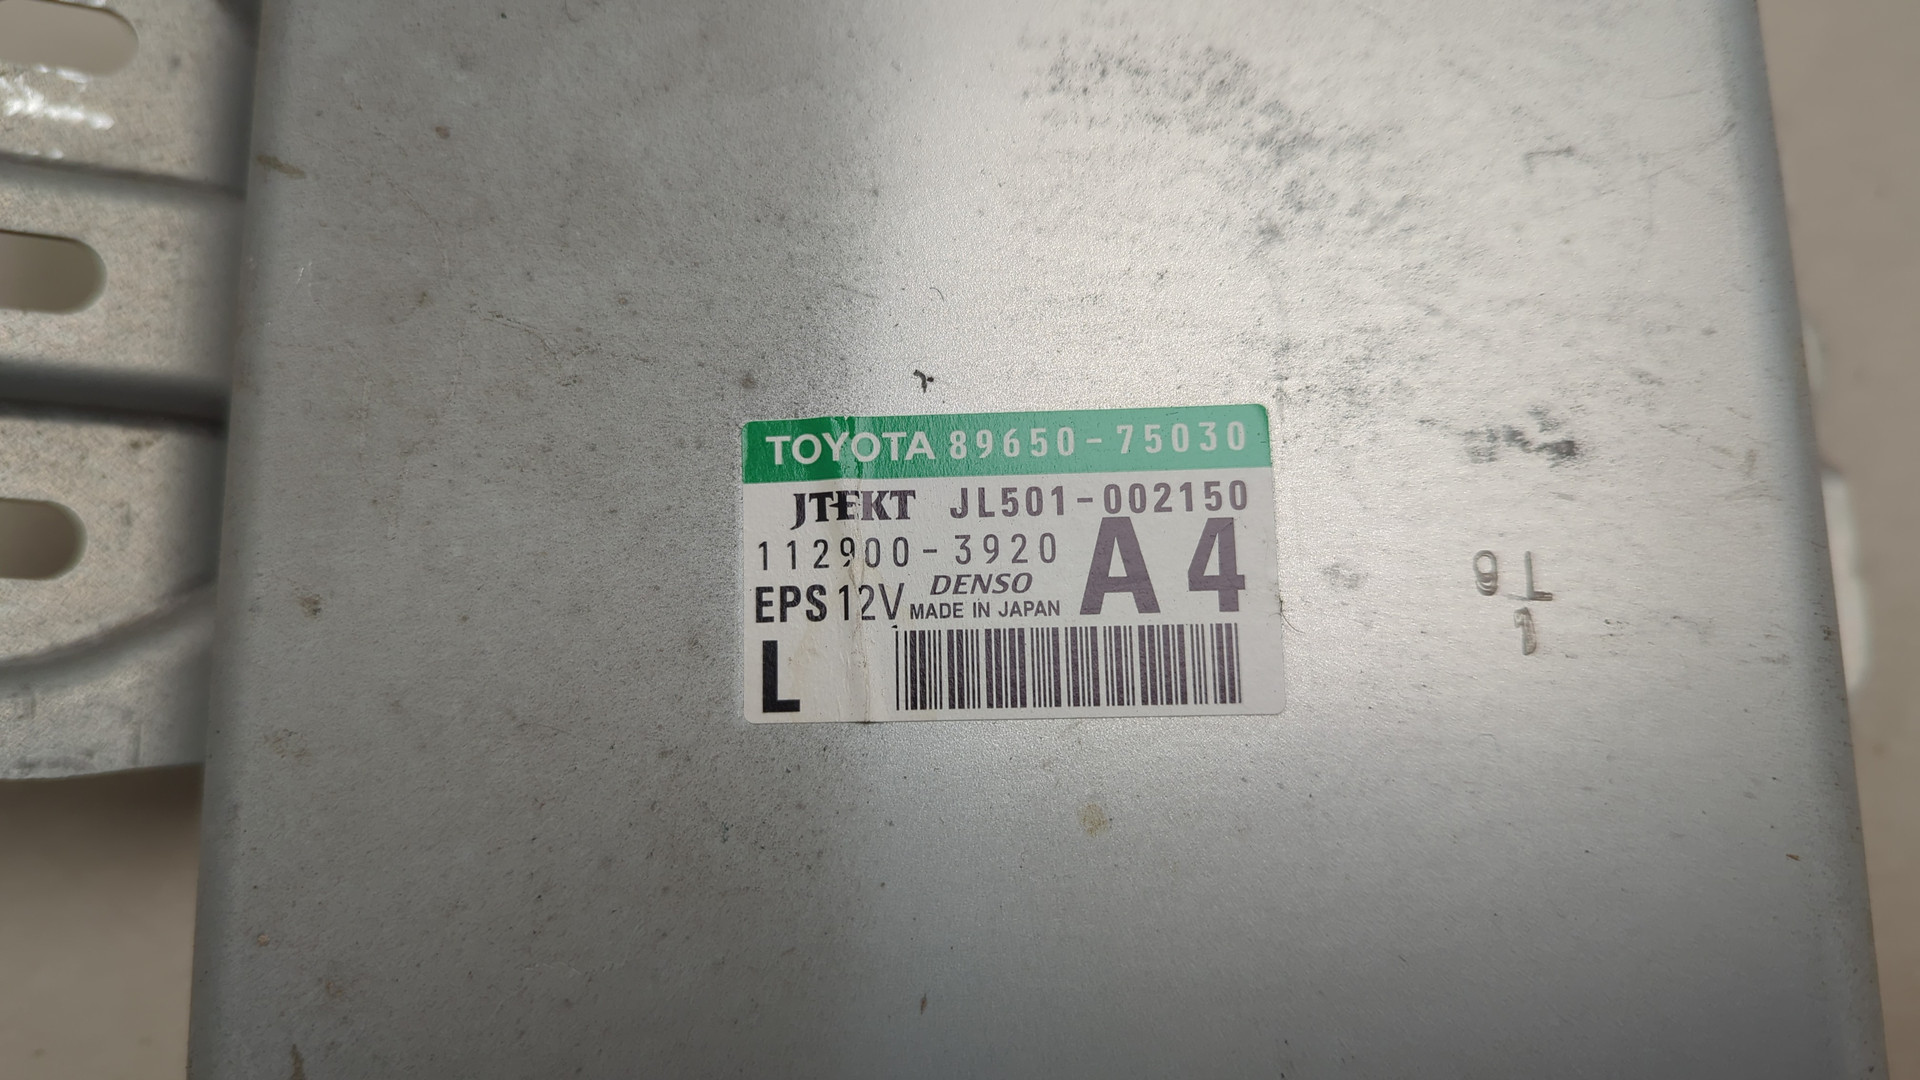 TOYOTA 89650-75030
JTEKT JL501-002150
112900-3920 A4
DENSO
EPS 12V MADE IN JAPAN
L